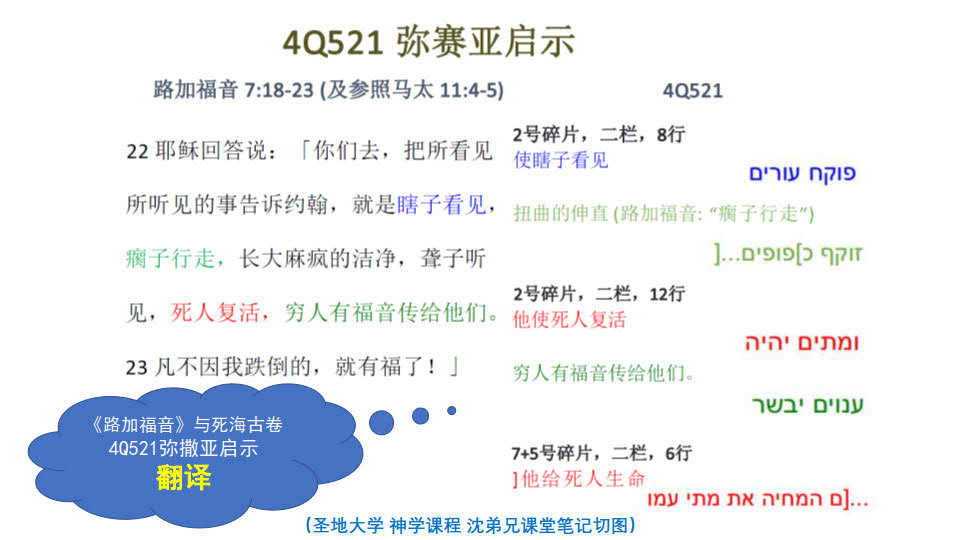 4Q521 弥赛亚启示
路加福音 7:18-23 (及参照马太 11:4-5)
22 耶稣回答说：「你们去，把所看见
所听见的事告诉约翰，就是瞎子看见，
瘸子行走，长大麻疯的洁净，聋子听
见，死人复活，穷人有福音传给他们。
23 凡不因我跌倒的，就有福了！」
4Q521
2号碎片，二栏，8行
使瞎子看见
פוקח עורים
扭曲的伸直 (路加福音: “瘸子行走”)
זוקף כ]פופים...[
2号碎片，二栏，12行
他使死人复活
ומתים יהיה
穷人有福音传给他们。
ענוים יבשר
7+5号碎片，二栏，6行
]他给死人生命
...]ם המחיה את מתי עמו
《路加福音》与死海古卷
4Q521弥撒亚启示
翻译
(圣地大学 神学课程 沈弟兄课堂笔记切图)